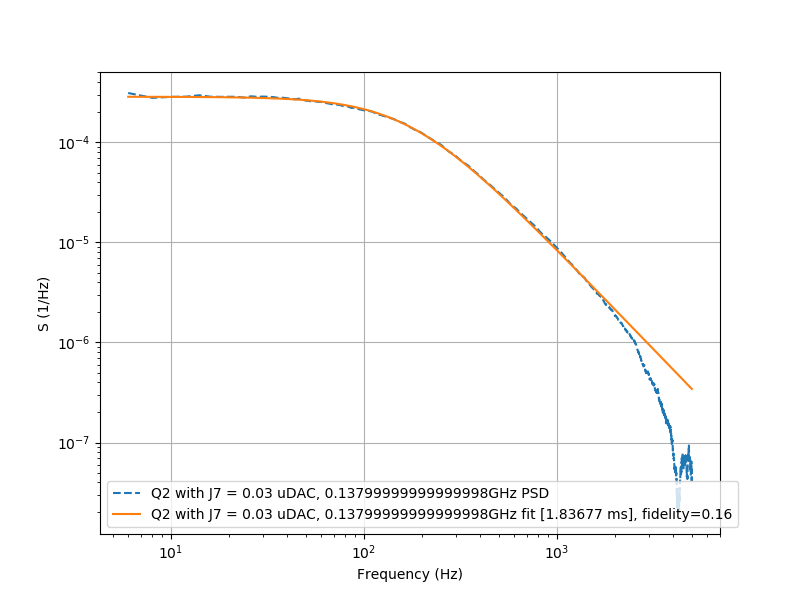 10⁻⁴
10⁻⁵
10⁻⁶
10⁻⁷
S (1/Hz)
Q2 with J7 = 0.03 uDAC, 0.13799999999999998GHz PSD
Q2 with J7 = 0.03 uDAC, 0.13799999999999998GHz fit [1.83677 ms], fidelity=0.16
10¹ 10² 10³
Frequency (Hz)